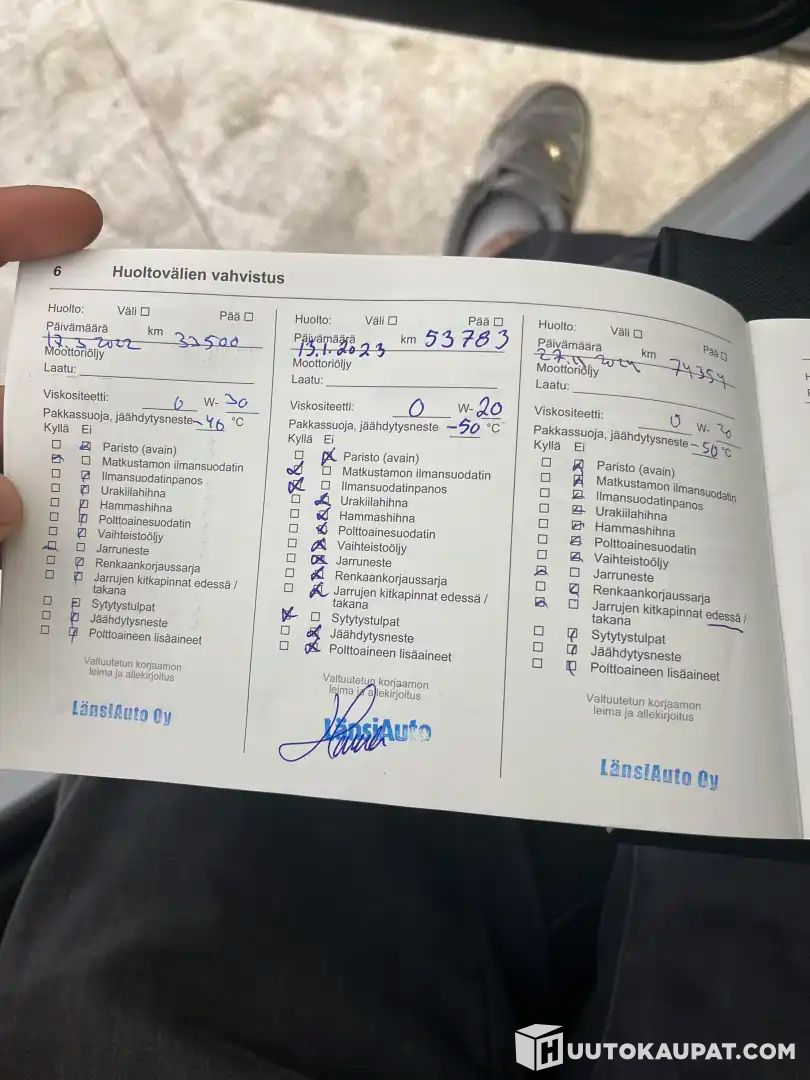 6 Huoltovälien vahvistus
Huolto: Väli Pää
Päivämäärä km
17.3 2022 32500
Moottoriöljy
Laatu:
Viskositeetti: 0 W- 30
Pakkassuoja, jäähdytysneste -46 °C
Kyllä Ei
Paristo (avain)
Matkustamon ilmansuodatin
Ilmansuodatinpanos
Urakiilahihna
Hammashihna
Polttoainesuodatin
Vaihteistoöljy
Jarruneste
Renkaankorjaussarja
Jarrujen kitkapinnat edessä /
takana
Sytytystulpat
Jäähdytysneste
Polttoaineen lisäaineet
Valtuutetun korjaamon
leima ja allekirjoitus
LänsiAuto Oy
Huolto: Väli Pää
Päivämäärä km 53783
13.1.2023
Moottoriöljy
Laatu:
Viskositeetti: 0 W- 20
Pakkassuoja, jäähdytysneste -50 °C
Kyllä Ei
Paristo (avain)
Matkustamon ilmansuodatin
Ilmansuodatinpanos
Urakiilahihna
Hammashihna
Polttoainesuodatin
Vaihteistoöljy
Jarruneste
Renkaankorjaussarja
Jarrujen kitkapinnat edessä /
takana
Sytytystulpat
Jäähdytysneste
Polttoaineen lisäaineet
Valtuutetun korjaamon
leima ja allekirjoitus
LänsiAuto
Huolto: Väli Pää
Päivämäärä km 74354
Moottoriöljy
Laatu:
Viskositeetti: 0 W- 20
Pakkassuoja, jäähdytysneste -50 °C
Kyllä Ei
Paristo (avain)
Matkustamon ilmansuodatin
Ilmansuodatinpanos
Urakiilahihna
Hammashihna
Polttoainesuodatin
Vaihteistoöljy
Jarruneste
Renkaankorjaussarja
Jarrujen kitkapinnat edessä /
takana
Sytytystulpat
Jäähdytysneste
Polttoaineen lisäaineet
Valtuutetun korjaamon
leima ja allekirjoitus
LänsiAuto Oy
HUUTOKAUPAT.COM